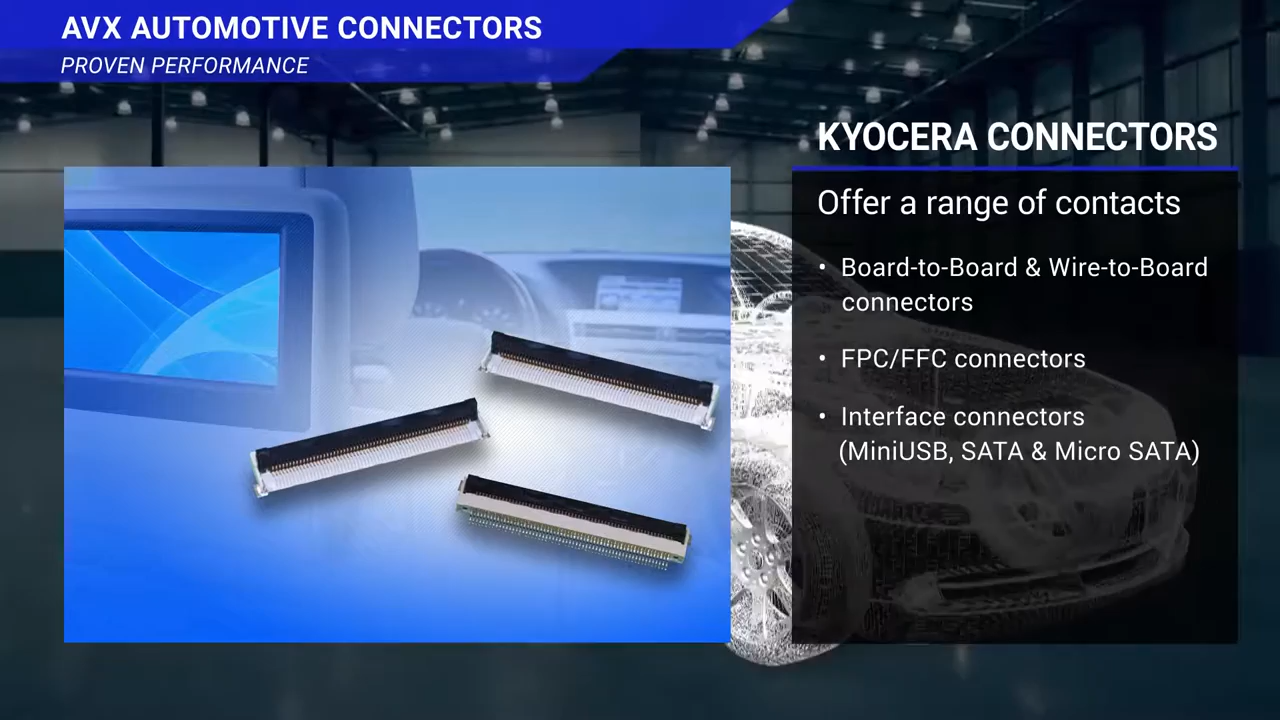 AVX AUTOMOTIVE CONNECTORS
PROVEN PERFORMANCE
KYOCERA CONNECTORS
Offer a range of contacts
• Board-to-Board & Wire-to-Board
connectors
• FPC/FFC connectors
• Interface connectors
(MiniUSB, SATA & Micro SATA)